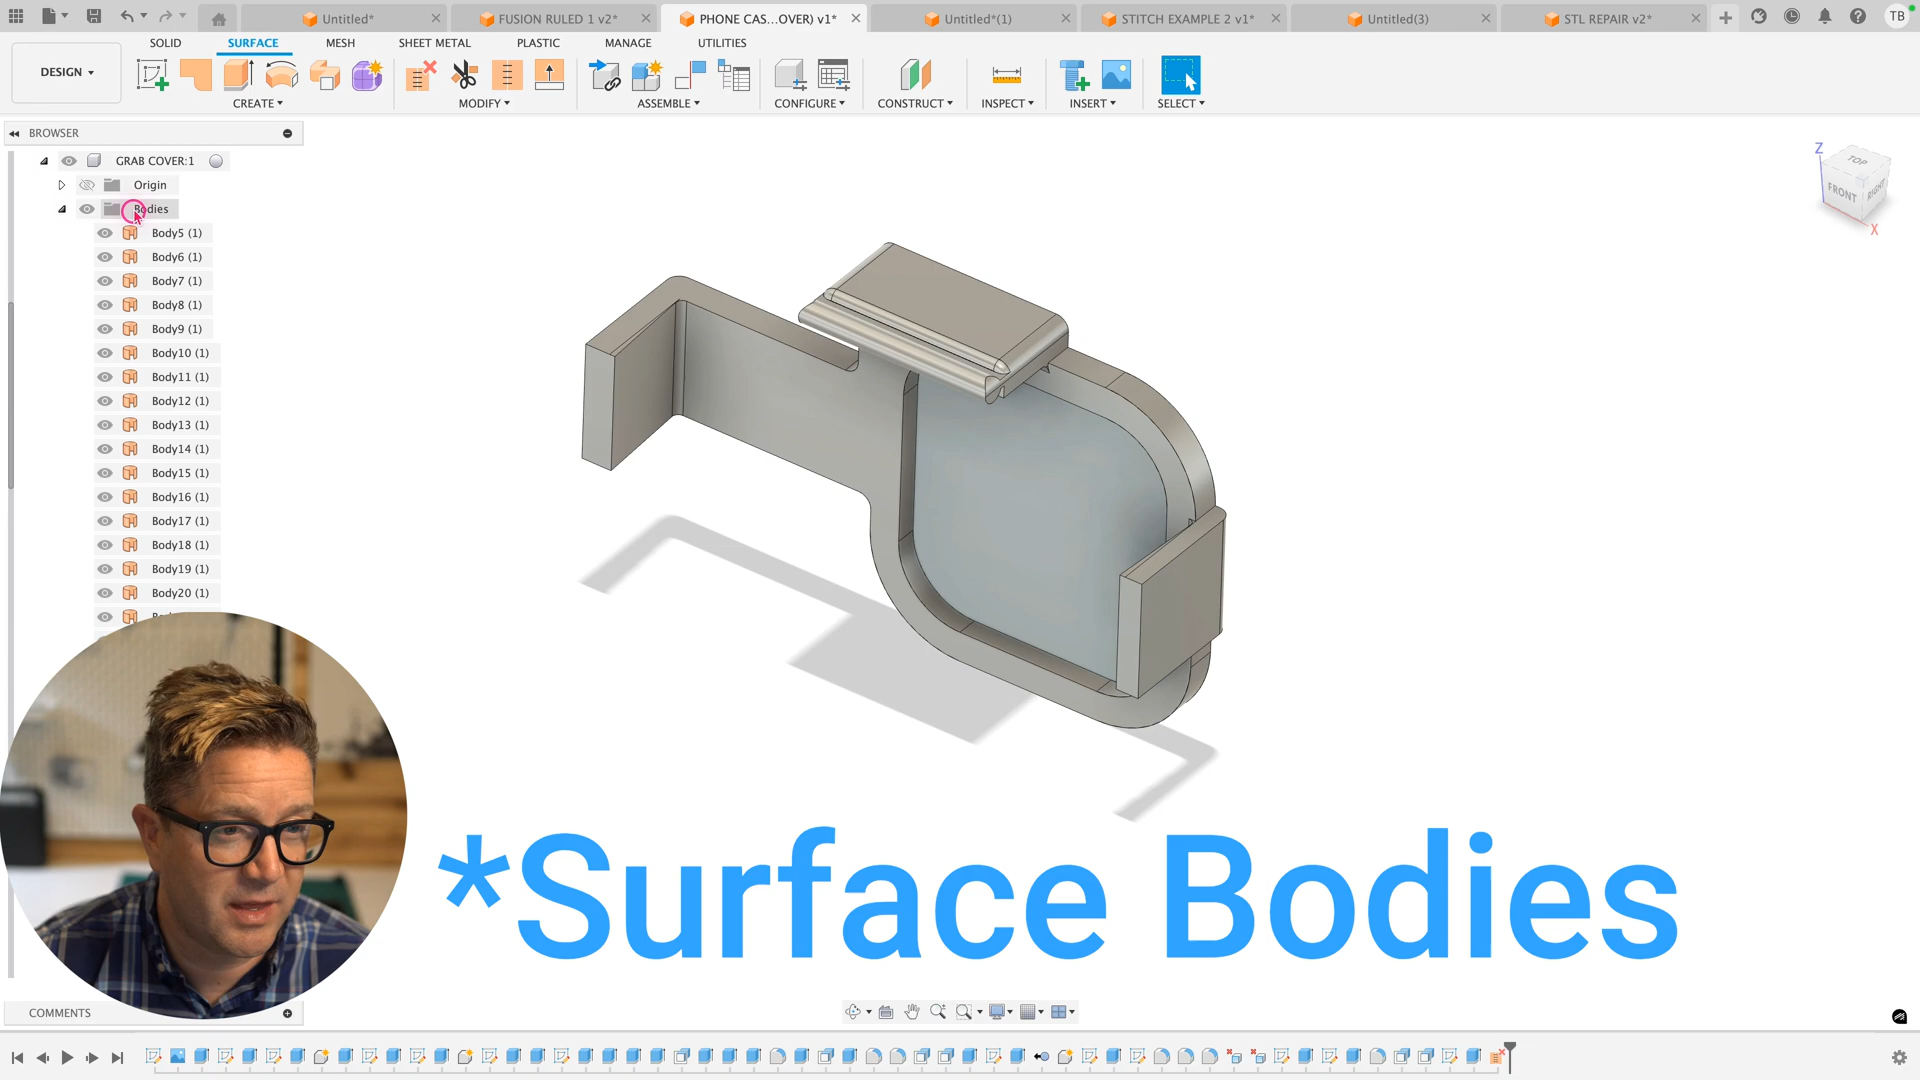 Untitled*
FUSION RULED 1 v2*
PHONE CAS...OVER) v1*
Untitled*(1)
STITCH EXAMPLE 2 v1*
Untitled(3)
STL REPAIR v2*
TB
SOLID
SURFACE
MESH
SHEET METAL
PLASTIC
MANAGE
UTILITIES
DESIGN
CREATE
MODIFY
ASSEMBLE
CONFIGURE
CONSTRUCT
INSPECT
INSERT
SELECT
BROWSER
GRAB COVER:1
Origin
Bodies
Body5 (1)
Body6 (1)
Body7 (1)
Body8 (1)
Body9 (1)
Body10 (1)
Body11 (1)
Body12 (1)
Body13 (1)
Body14 (1)
Body15 (1)
Body16 (1)
Body17 (1)
Body18 (1)
Body19 (1)
Body20 (1)
Z
TOP
FRONT
RIGHT
X
*Surface Bodies
COMMENTS